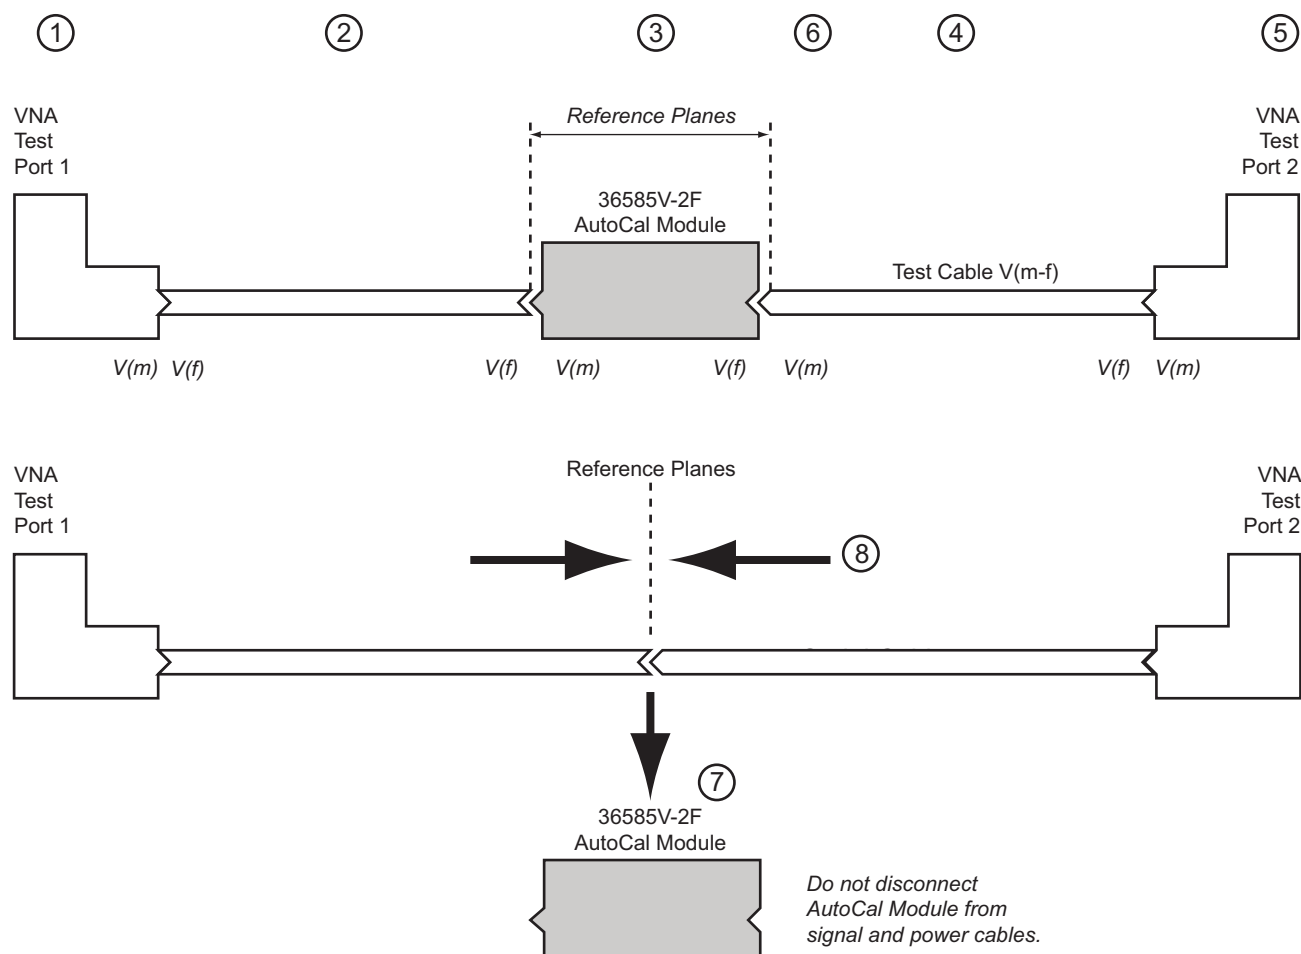 1 2 3 6 4 5
VNA
Test
Port 1
Reference Planes
VNA
Test
Port 2
36585V-2F
AutoCal Module
Test Cable V(m-f)
V(m) V(f) V(f) V(m) V(f) V(m) V(f) V(m)
VNA
Test
Port 1
Reference Planes
VNA
Test
Port 2
8
7
36585V-2F
AutoCal Module
Do not disconnect
AutoCal Module from
signal and power cables.